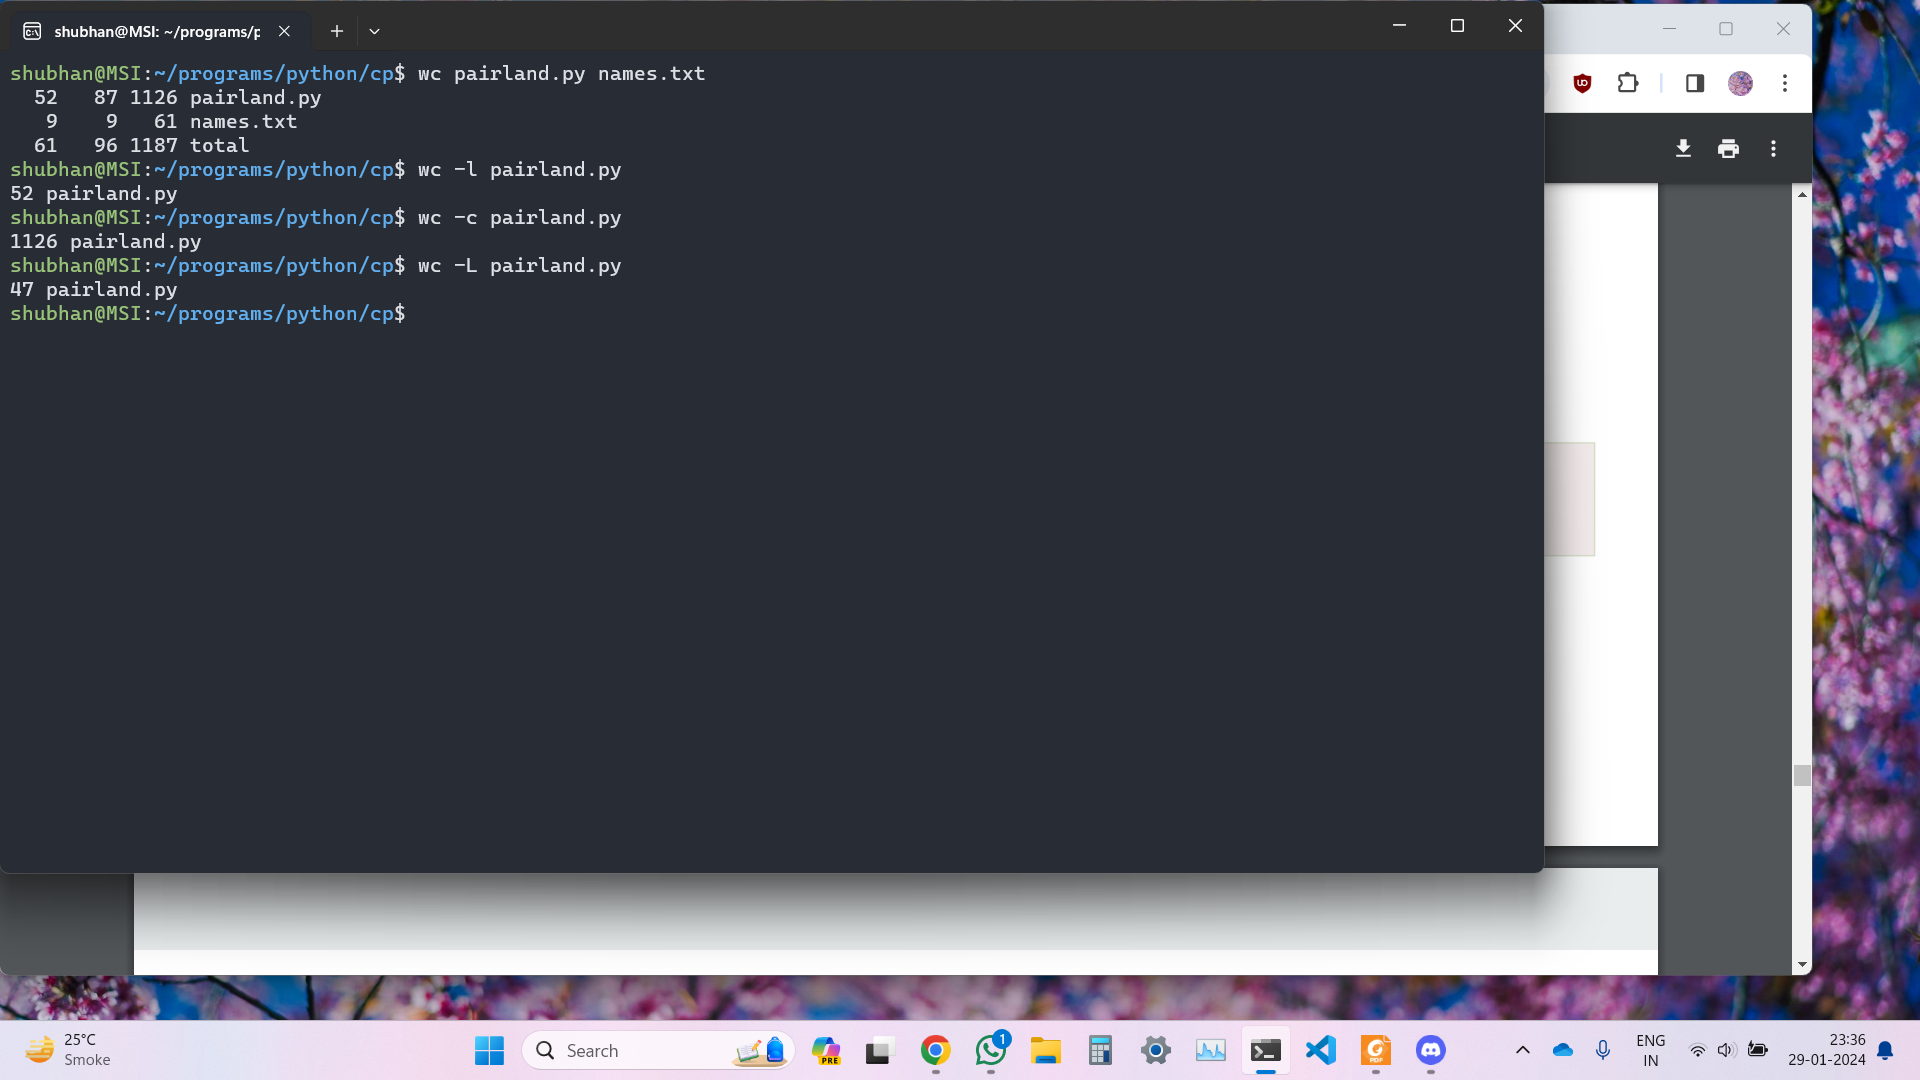 shubhan@MSI: ~/programs/p
shubhan@MSI:~/programs/python/cp$ wc pairland.py names.txt
52 87 1126 pairland.py
9 9 61 names.txt
61 96 1187 total
shubhan@MSI:~/programs/python/cp$ wc -l pairland.py
52 pairland.py
shubhan@MSI:~/programs/python/cp$ wc -c pairland.py
1126 pairland.py
shubhan@MSI:~/programs/python/cp$ wc -L pairland.py
47 pairland.py
shubhan@MSI:~/programs/python/cp$
25°C
Smoke
Search
PRE
1
PDF
ENG
IN
23:36
29-01-2024